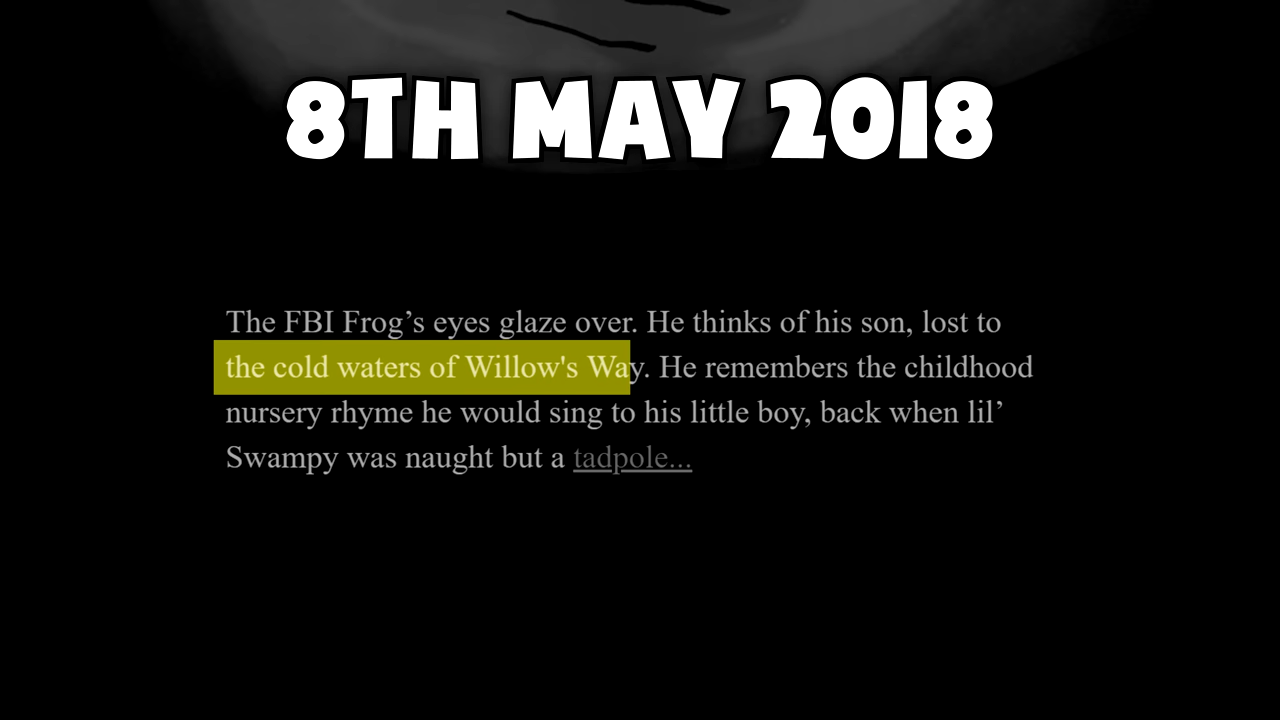 8TH MAY 2018
The FBI Frog’s eyes glaze over. He thinks of his son, lost to
the cold waters of Willow's Way. He remembers the childhood
nursery rhyme he would sing to his little boy, back when lil’
Swampy was naught but a tadpole...